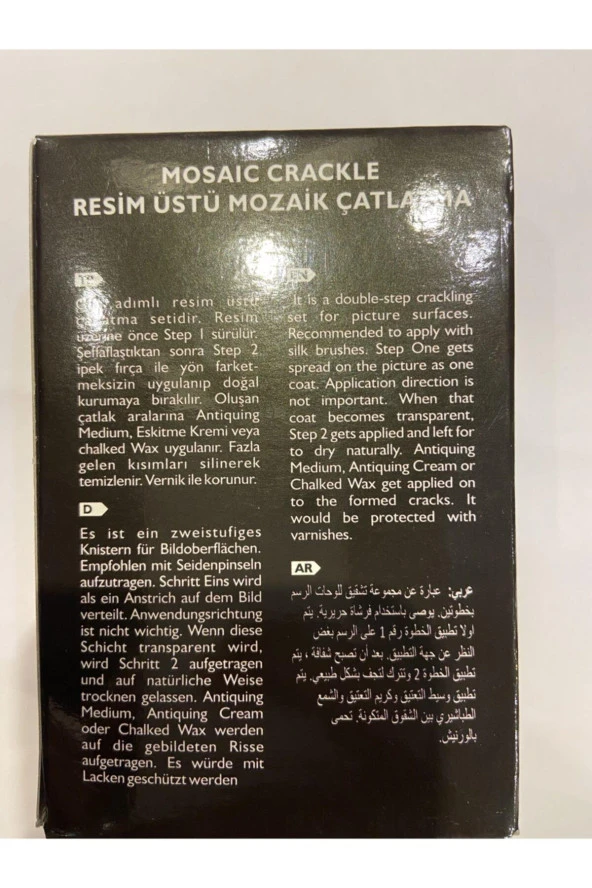 MOSAIC CRACKLE
RESİM ÜSTÜ MOZAİK ÇATLATMA
TR
adımlı resim üstü
çatlatma setidir. Resim
üzerine önce Step 1 sürülür.
Şeffaflaştıktan sonra Step 2
ipek fırça ile yön farket-
meksizin uygulanıp doğal
kurumaya bırakılır. Oluşan
çatlak aralarına Antiquing
Medium, Eskitme Kremi veya
chalked Wax uygulanır. Fazla
gelen kısımları silinerek
temizlenir. Vernik ile korunur.
D
Es ist ein zweistufiges
Knistern für Bildoberflächen.
Empfohlen mit Seidenpinseln
aufzutragen. Schritt Eins wird
als ein Anstrich auf dem Bild
verteilt. Anwendungsrichtung
ist nicht wichtig. Wenn diese
Schicht transparent wird,
wird Schritt 2 aufgetragen
und auf natürliche Weise
trocknen gelassen. Antiquing
Medium, Antiquing Cream
oder Chalked Wax werden
auf die gebildeten Risse
aufgetragen. Es würde mit
Lacken geschützt werden
EN
It is a double-step crackling
set for picture surfaces.
Recommended to apply with
silk brushes. Step One gets
spread on the picture as one
coat. Application direction is
not important. When that
coat becomes transparent,
Step 2 gets applied and left for
to dry naturally. Antiquing
Medium, Antiquing Cream or
Chalked Wax get applied on
to the formed cracks. It
would be protected with
varnishes.
AR
عربي: عبارة عن مجموعة تشقيق للوحات الرسم
بخطوتين. يوصى باستخدام فرشاة حريرية. يتم
اولا تطبيق الخطوة رقم 1 على الرسم بغض
النظر عن جهة التطبيق. بعد أن تصبح شفافة ، يتم
تطبيق الخطوة 2 وتترك لتجف بشكل طبيعي. يتم
تطبيق وسيط التعتيق وكريم التعتيق والشمع
الطباشيري بين الشقوق المتكونة. تحمى
بالورنيش.